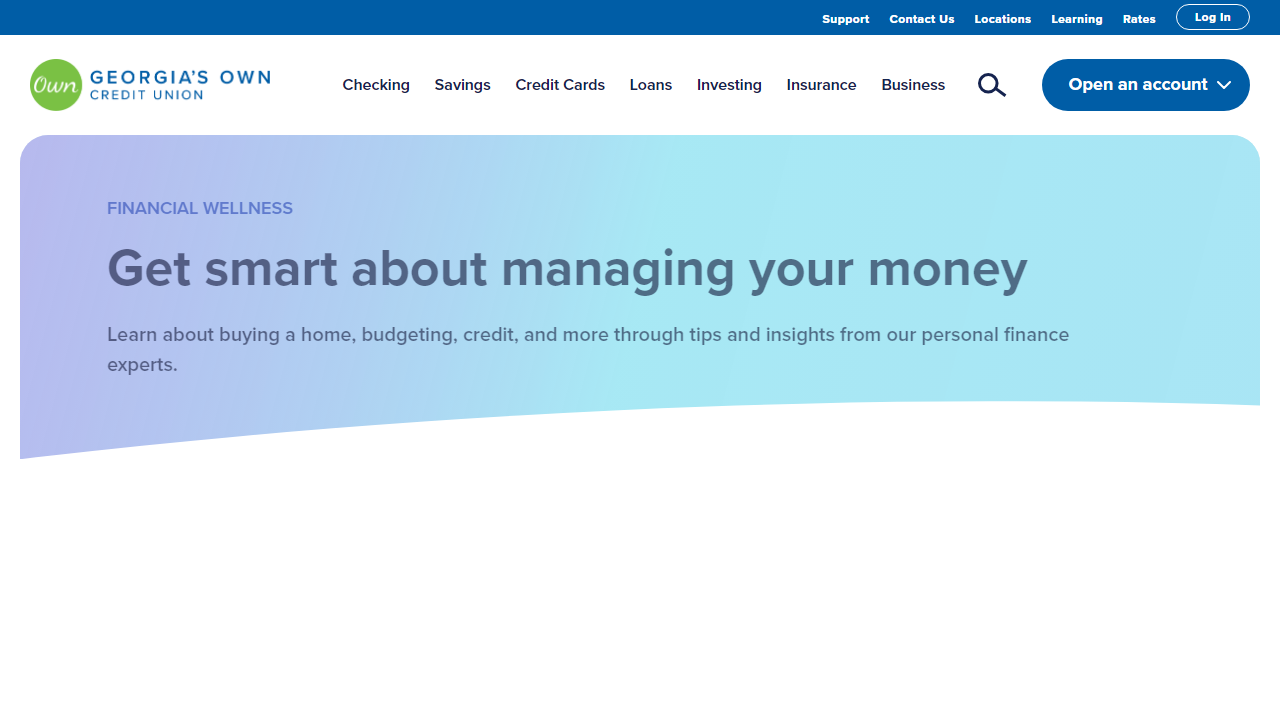 Support Contact Us Locations Learning Rates Log In
Own GEORGIA'S OWN
CREDIT UNION
Checking Savings Credit Cards Loans Investing Insurance Business Open an account
FINANCIAL WELLNESS
Get smart about managing your money
Learn about buying a home, budgeting, credit, and more through tips and insights from our personal finance
experts.